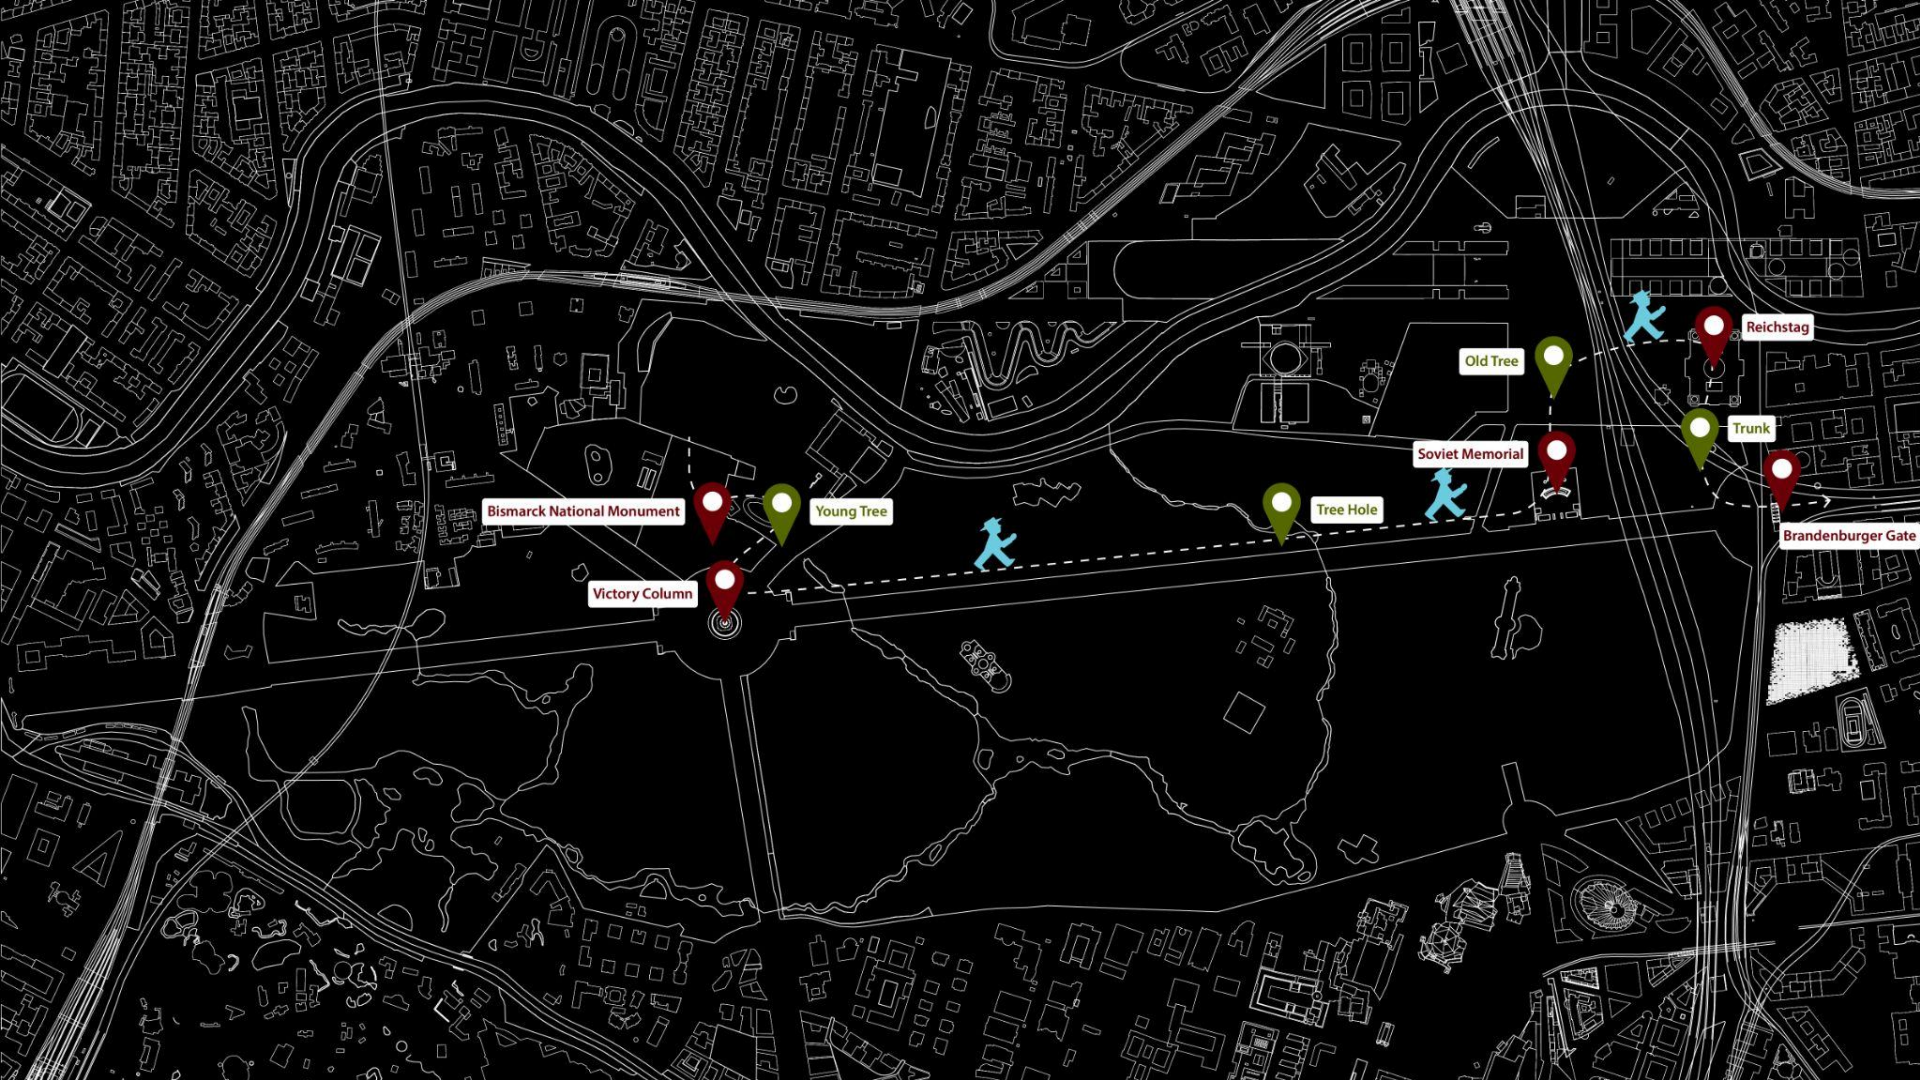 Reichstag
Old Tree
Trunk
Soviet Memorial
Bismarck National Monument
Young Tree
Tree Hole
Brandenburger Gate
Victory Column